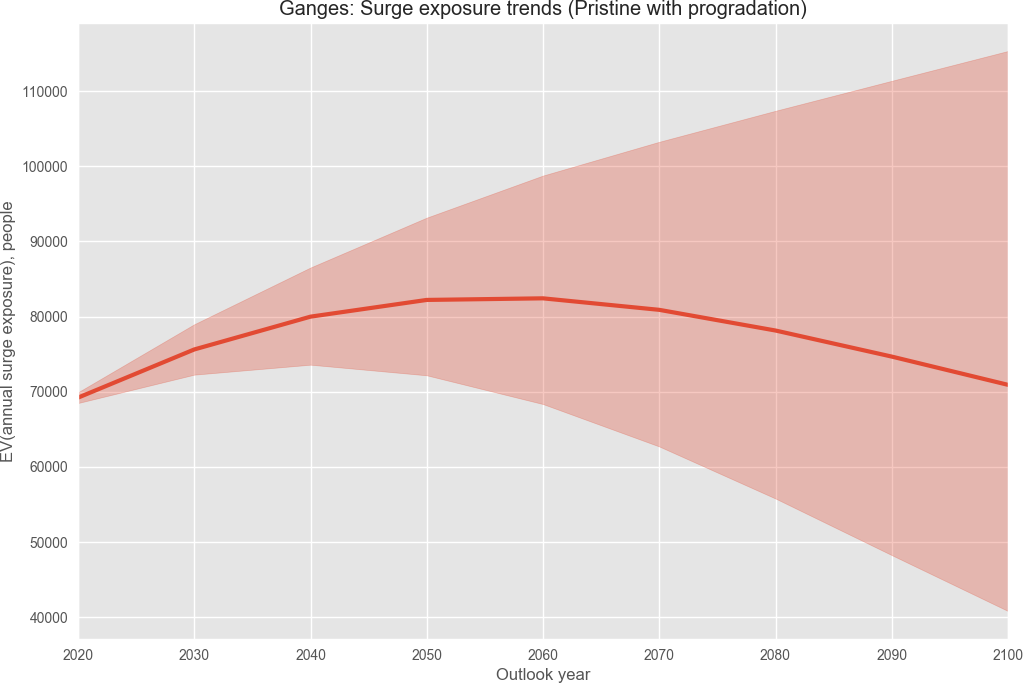 Ganges: Surge exposure trends (Pristine with progradation)
EV(annual surge exposure), people
110000
100000
90000
80000
70000
60000
50000
40000
2020 2030 2040 2050 2060 2070 2080 2090 2100
Outlook year